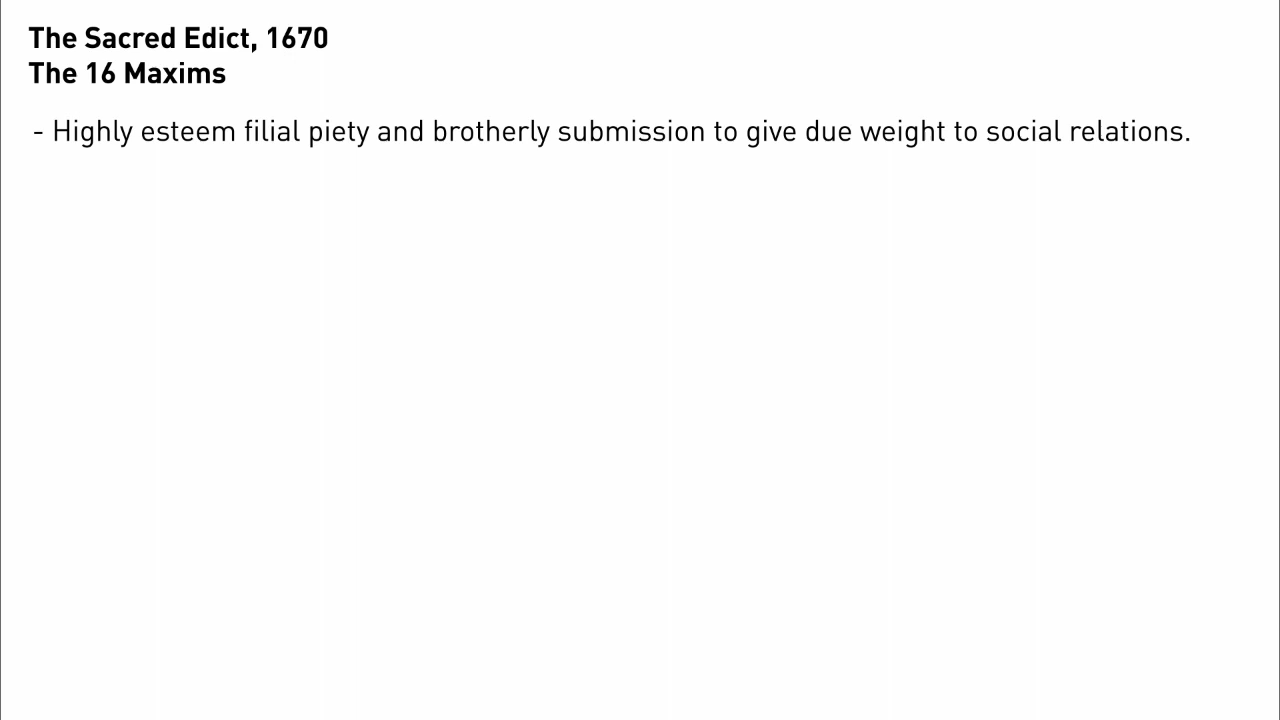 The Sacred Edict, 1670
The 16 Maxims
- Highly esteem filial piety and brotherly submission to give due weight to social relations.